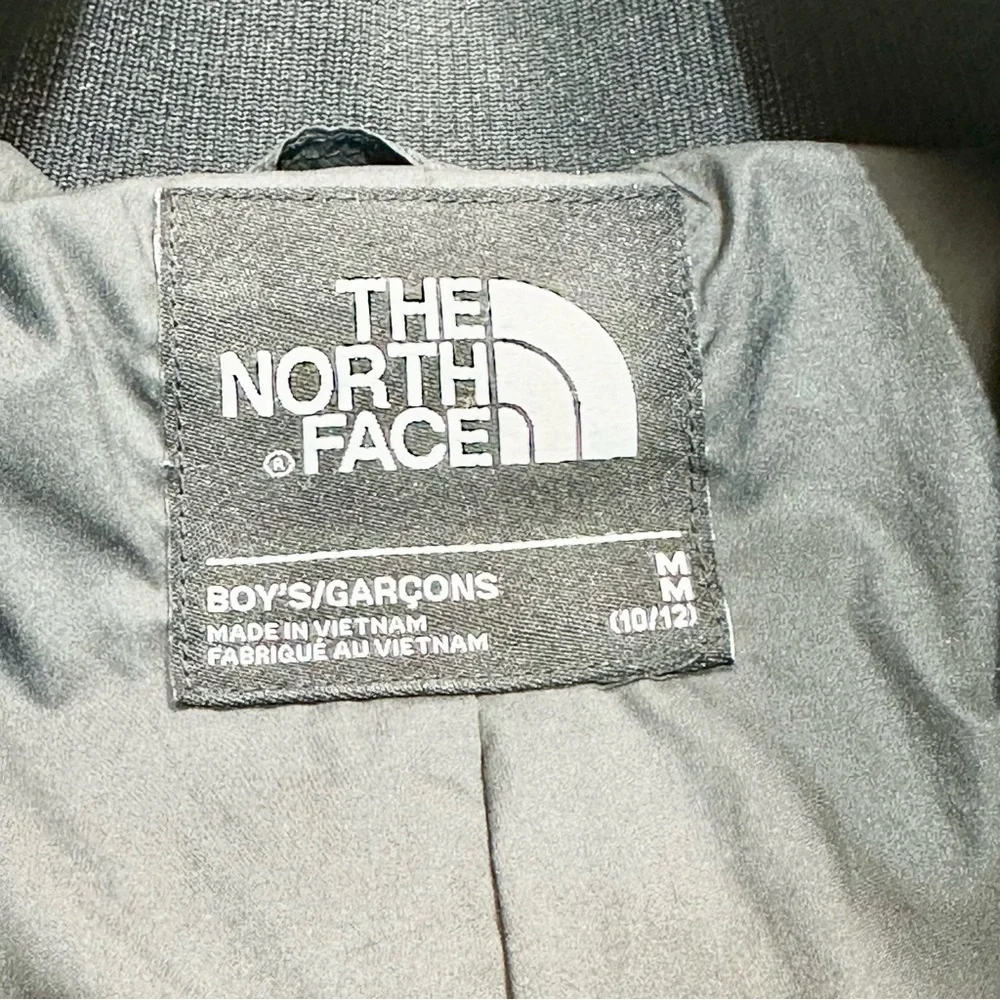 THE
NORTH
FACE
®
BOY'S/GARÇONS
MADE IN VIETNAM
FABRIQUÉ AU VIETNAM
M
M
(10/12)